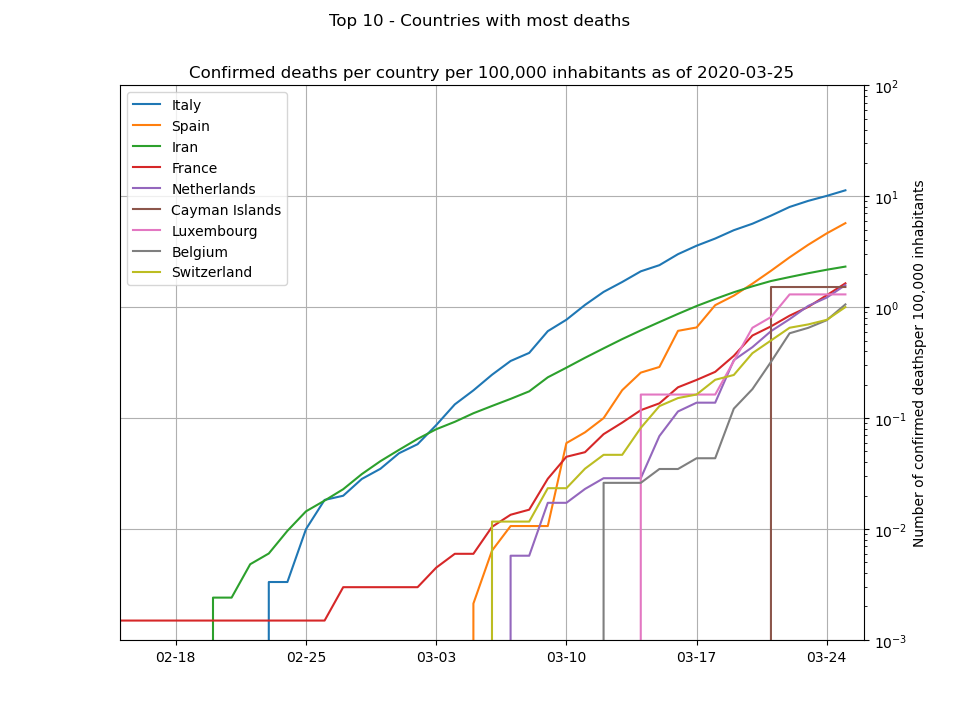 Top 10 - Countries with most deaths
Confirmed deaths per country per 100,000 inhabitants as of 2020-03-25
Italy
Spain
Iran
France
Netherlands
Cayman Islands
Luxembourg
Belgium
Switzerland
10²
10¹
10⁰
10⁻¹
10⁻²
10⁻³
Number of confirmed deathsper 100,000 inhabitants
02-18 02-25 03-03 03-10 03-17 03-24